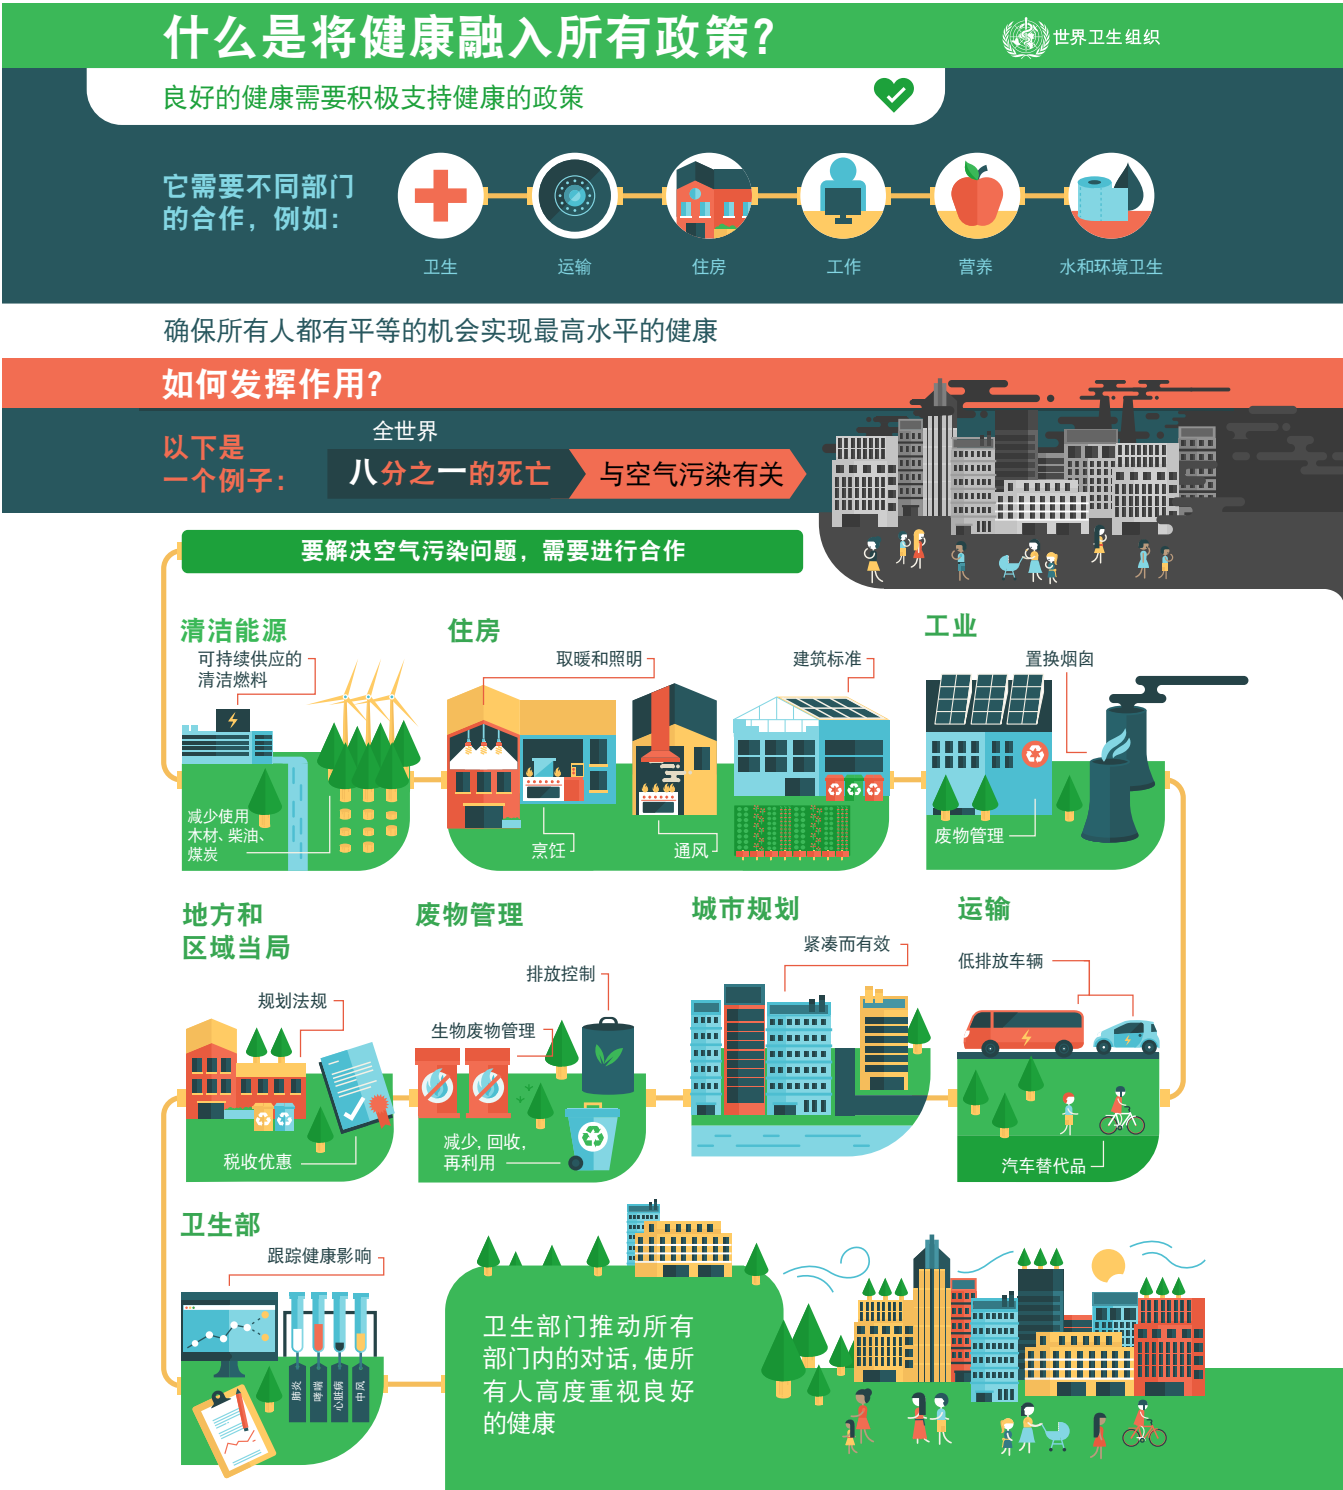 什么是将健康融入所有政策?
世界卫生组织
良好的健康需要积极支持健康的政策
它需要不同部门
的合作, 例如:
卫生
运输
住房
工作
营养
水和环境卫生
确保所有人都有平等的机会实现最高水平的健康
如何发挥作用?
以下是
一个例子:
全世界
八分之一的死亡
与空气污染有关
要解决空气污染问题, 需要进行合作
清洁能源
可持续供应的
清洁燃料
减少使用
木材、柴油、
煤炭
住房
取暖和照明
建筑标准
烹饪
通风
工业
置换烟囱
废物管理
地方和
区域当局
规划法规
税收优惠
废物管理
排放控制
生物废物管理
减少, 回收,
再利用
城市规划
紧凑而有效
运输
低排放车辆
汽车替代品
卫生部
跟踪健康影响
肺炎
哮喘
心脏病
中风
卫生部门推动所有
部门内的对话, 使所
有人高度重视良好
的健康